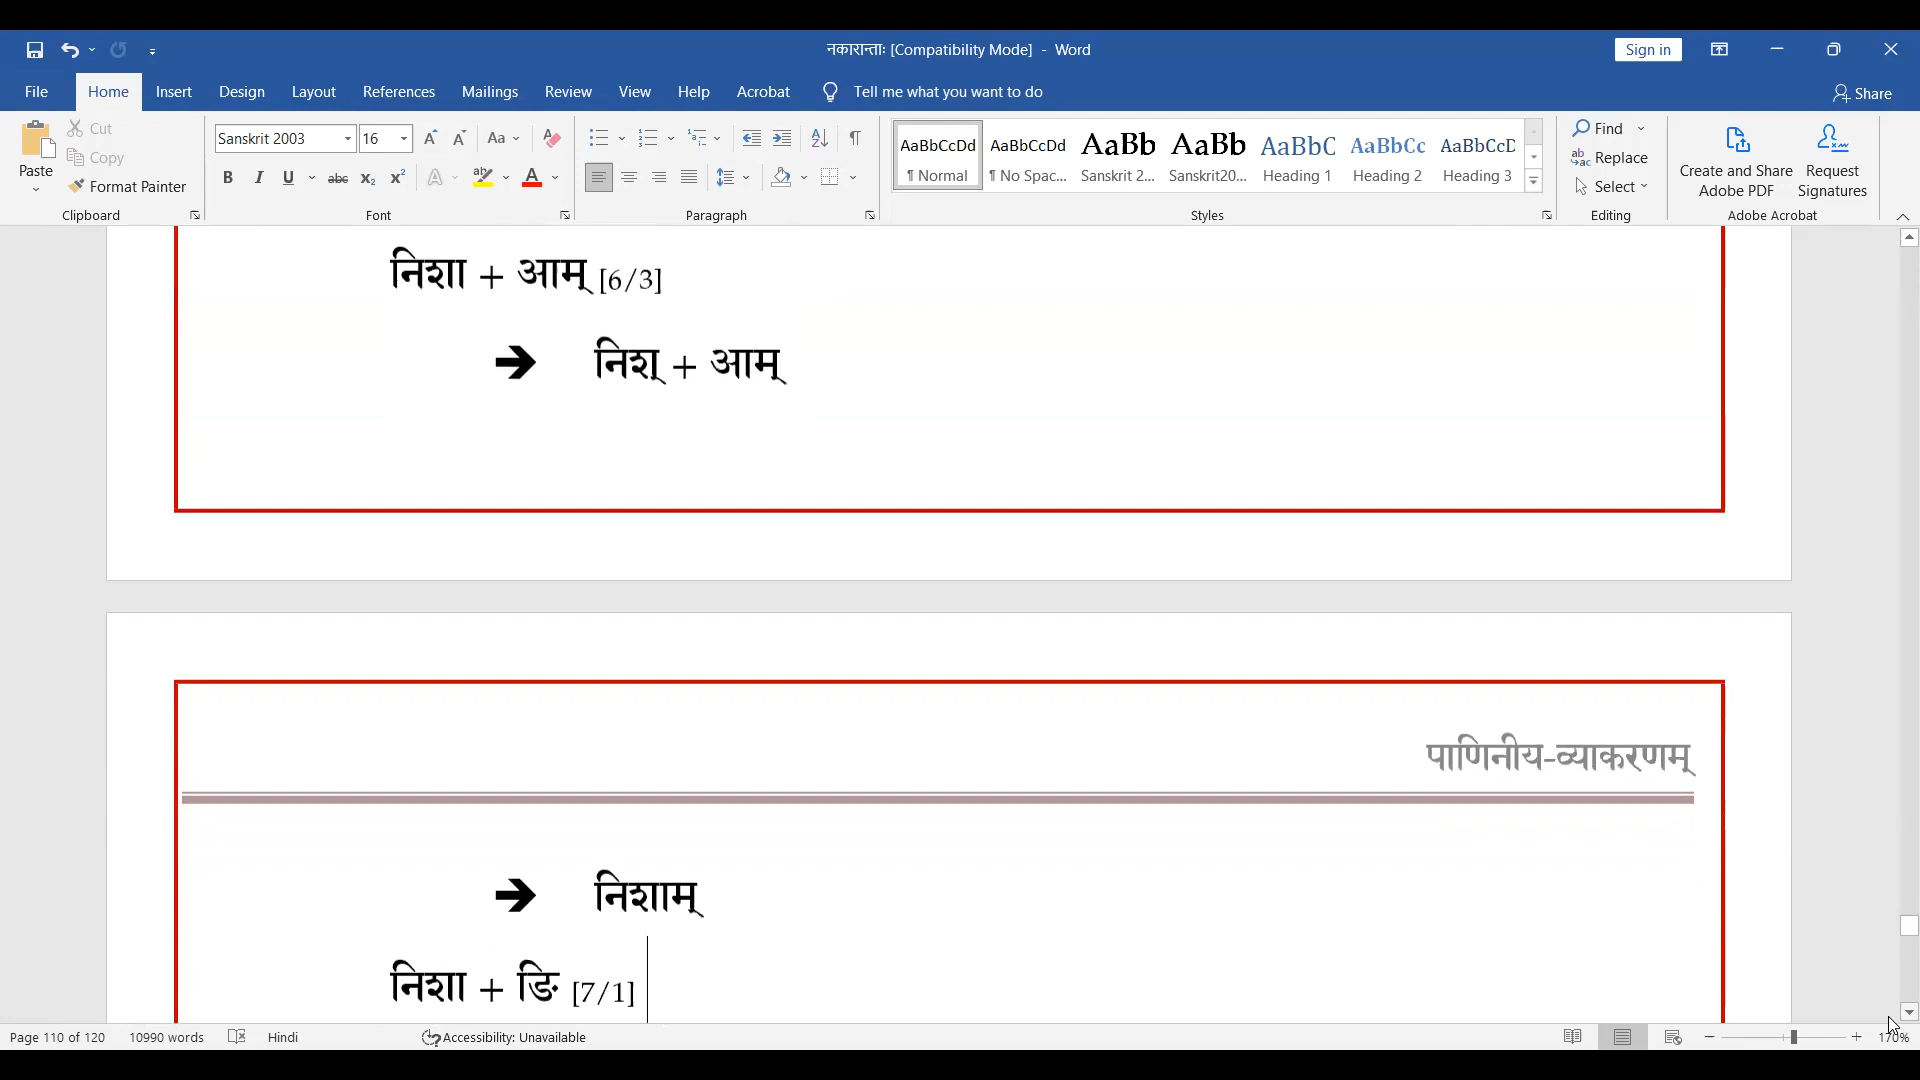 नकारान्ताः [Compatibility Mode] - Word
Sign in
File Home Insert Design Layout References Mailings Review View Help Acrobat Tell me what you want to do Share
Paste
Cut
Copy
Format Painter
Clipboard
Sanskrit 2003 16
Font
Paragraph
AaBbCcDd AaBbCcDd AaBb AaBb AaBbC AaBbCc AaBbCcD
¶ Normal ¶ No Spac... Sanskrit 2... Sanskrit20... Heading 1 Heading 2 Heading 3
Styles
Find
Replace
Select
Editing
Create and Share Adobe PDF
Request Signatures
Adobe Acrobat
निशा + आम् [6/3]
➔ निश् + आम्
पाणिनीय-व्याकरणम्
➔ निशाम्
निशा + ङि [7/1]
Page 110 of 120 10990 words Hindi Accessibility: Unavailable 170%